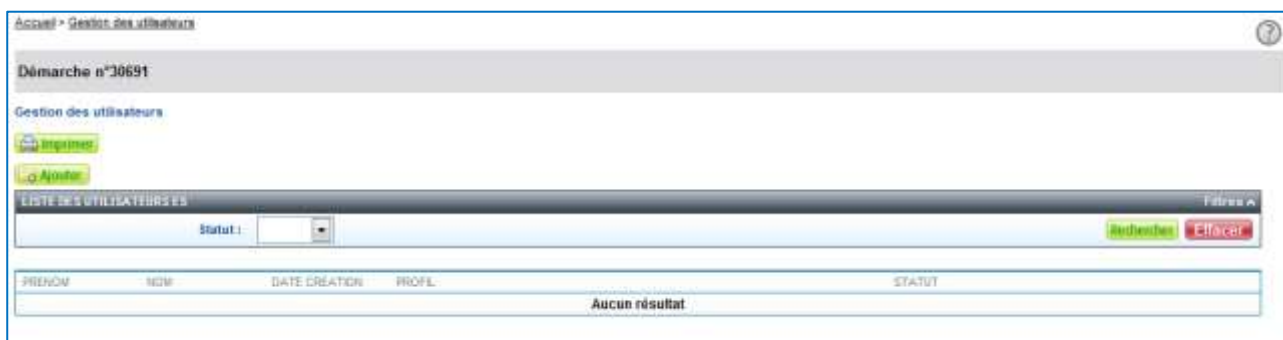 Accueil > Gestion des utilisateurs
Démarche n°30691
Gestion des utilisateurs
Imprimer
Ajouter
LISTE DES UTILISATEURS ES Filtres
Statut :
Rechercher Effacer
PRENOM NOM DATE CREATION PROFIL STATUT
Aucun résultat